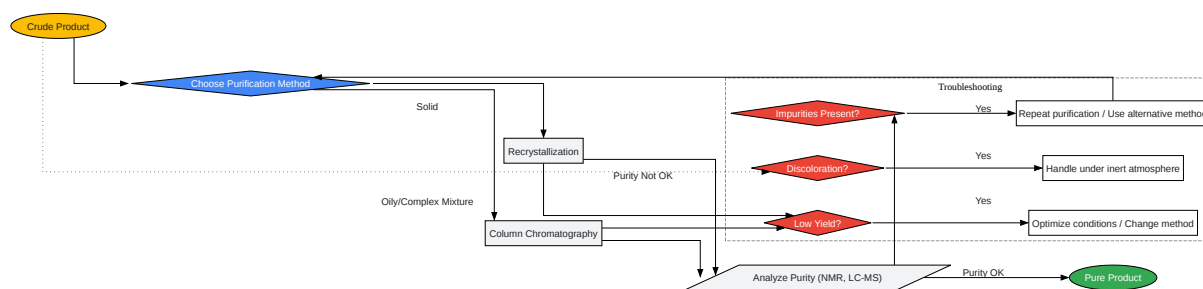 Crude Product
Choose Purification Method
Troubleshooting
Solid
Impurities Present?
Yes
Repeat purification / Use alternative method
Recrystallization
Discoloration?
Yes
Handle under inert atmosphere
Purity Not OK
Oily/Complex Mixture
Yes
Low Yield?
Optimize conditions / Change method
Column Chromatography
Analyze Purity (NMR, LC-MS)
Purity OK
Pure Product